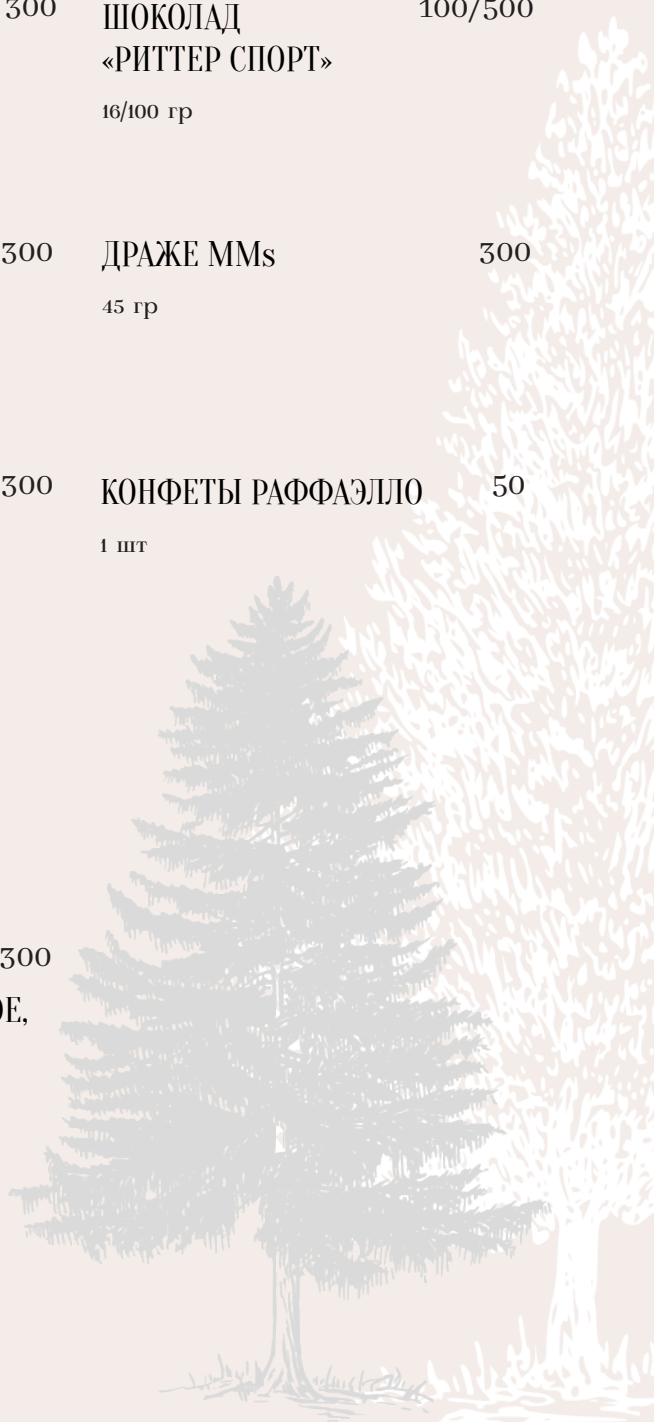 300
ШОКОЛАД 100/500
«РИТТЕР СПОРТ»
16/100 гр
300
ДРАЖЕ MMs 300
45 гр
300
КОНФЕТЫ РАФФАЭЛЛО 50
1 шт
300